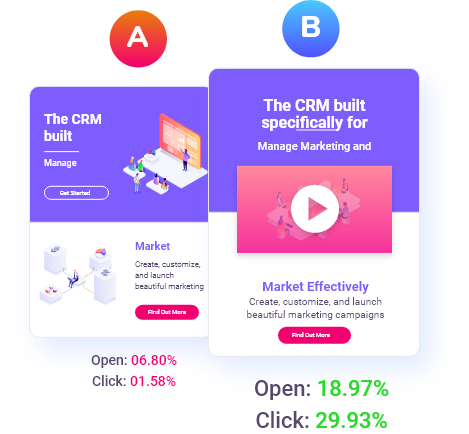 A
The CRM
built
Manage
Get Started
Market
Create, customize,
and launch
beautiful marketing
Find Out More
Open: 06.80%
Click: 01.58%
B
The CRM built
specifically for
Manage Marketing and
Market Effectively
Create, customize, and launch
beautiful marketing campaigns
Find Out More
Open: 18.97%
Click: 29.93%